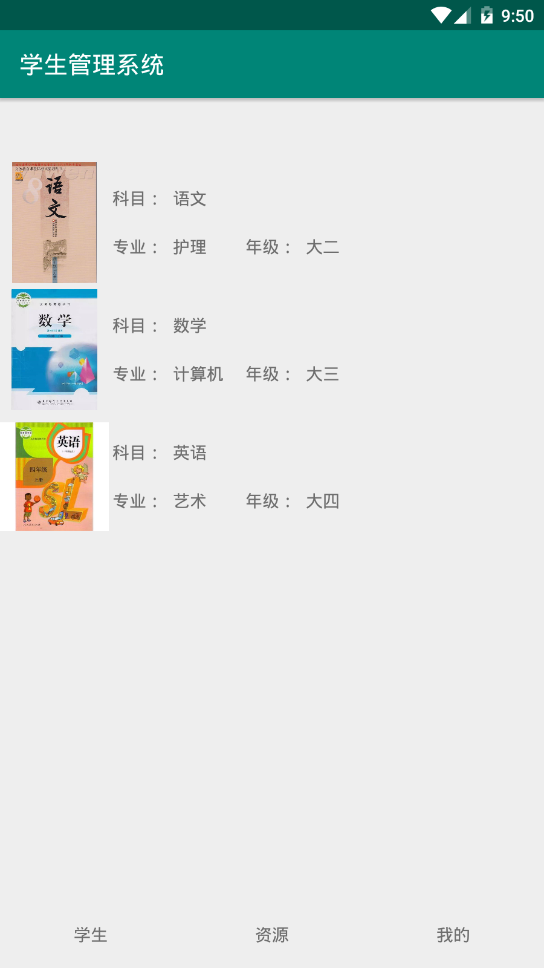 9:50
学生管理系统
语文
科目： 语文
专业： 护理 年级： 大二
数学
科目： 数学
专业： 计算机 年级： 大三
英语
四年级
科目： 英语
专业： 艺术 年级： 大四
学生 资源 我的